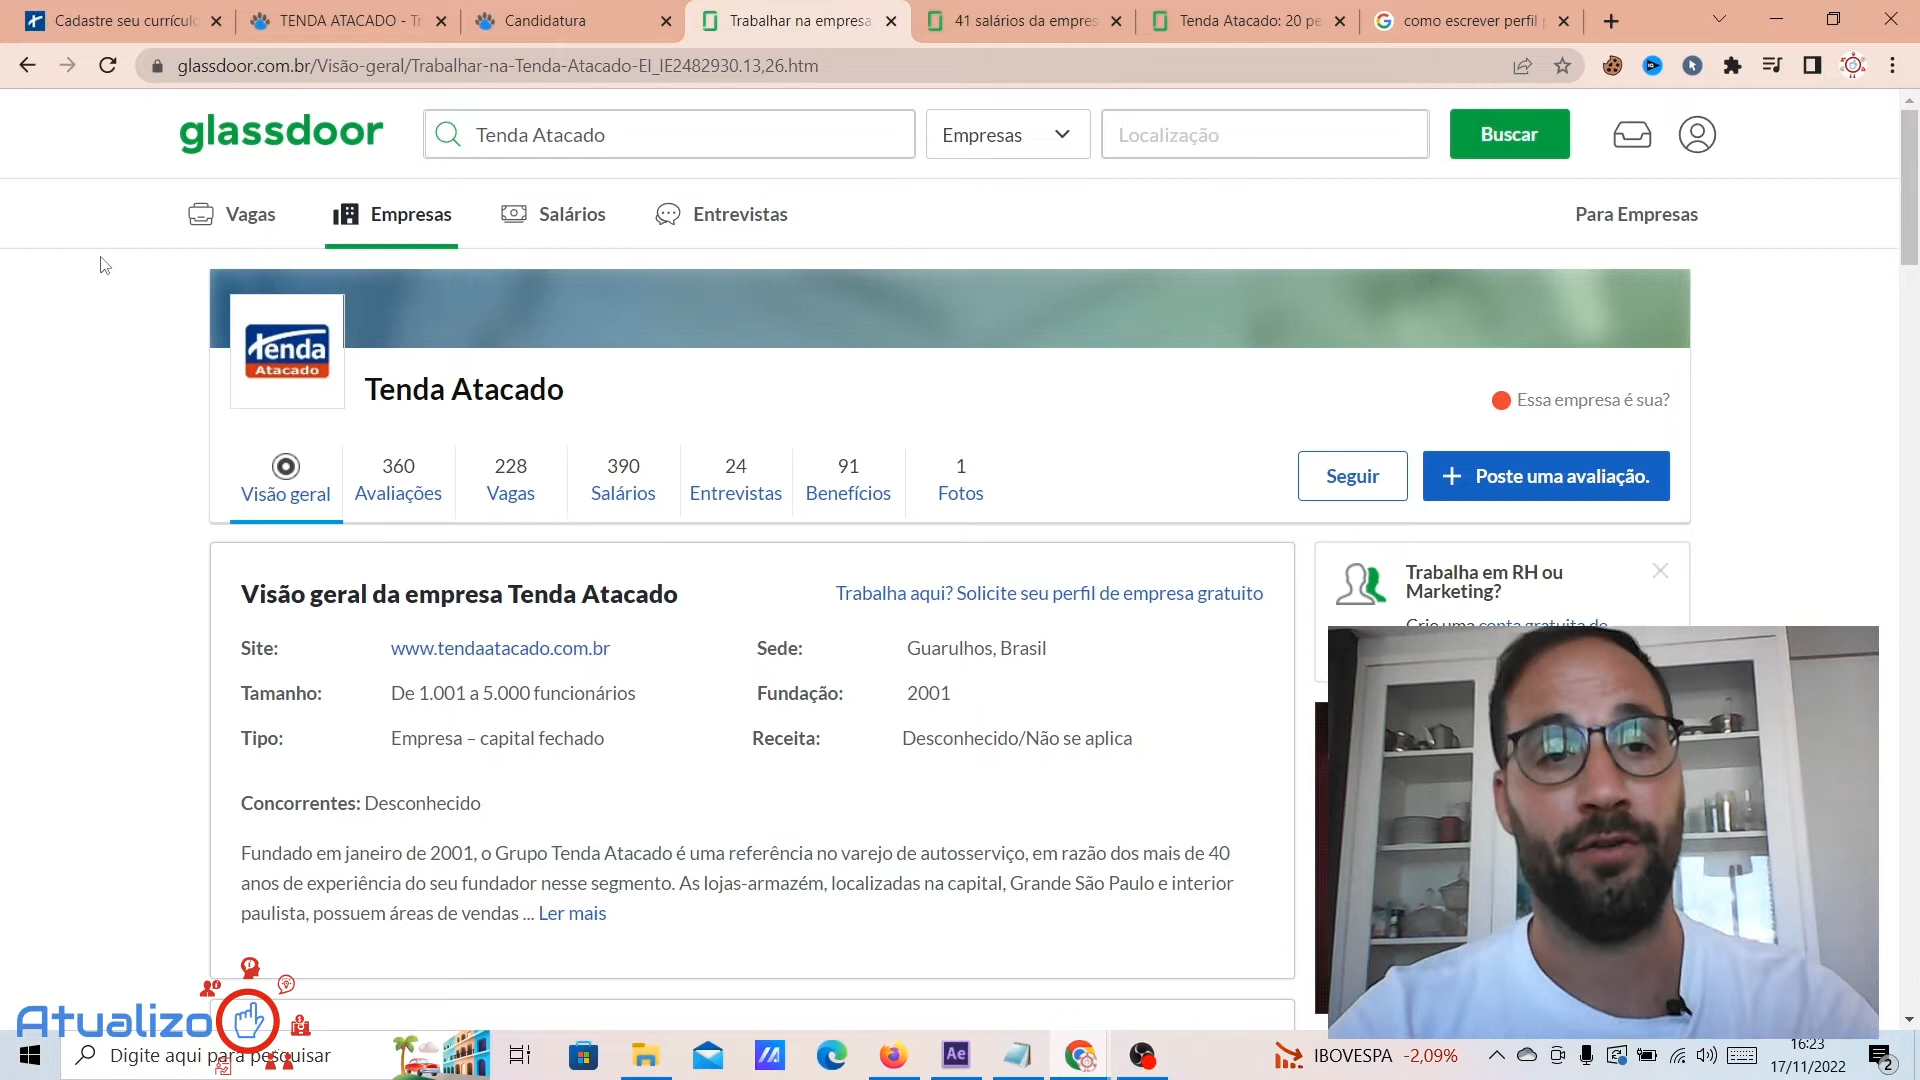 Cadastre seu currículo
TENDA ATACADO - Tr
Candidatura
Trabalhar na empresa
41 salários da empres
Tenda Atacado: 20 pe
como escrever perfil p
glassdoor.com.br/Visão-geral/Trabalhar-na-Tenda-Atacado-EI_IE2482930.13,26.htm
glassdoor
Tenda Atacado
Empresas
Localização
Buscar
Vagas
Empresas
Salários
Entrevistas
Para Empresas
Tenda
Atacado
Tenda Atacado
Essa empresa é sua?
Visão geral
360
Avaliações
228
Vagas
390
Salários
24
Entrevistas
91
Benefícios
1
Fotos
Seguir
+ Poste uma avaliação.
Visão geral da empresa Tenda Atacado
Trabalha aqui? Solicite seu perfil de empresa gratuito
Site: www.tendaatacado.com.br
Sede: Guarulhos, Brasil
Tamanho: De 1.001 a 5.000 funcionários
Fundação: 2001
Tipo: Empresa – capital fechado
Receita: Desconhecido/Não se aplica
Concorrentes: Desconhecido
Fundado em janeiro de 2001, o Grupo Tenda Atacado é uma referência no varejo de autosserviço, em razão dos mais de 40
anos de experiência do seu fundador nesse segmento. As lojas-armazém, localizadas na capital, Grande São Paulo e interior
paulista, possuem áreas de vendas ... Ler mais
Trabalha em RH ou
Marketing?
Crie uma conta gratuita de
Atualizo
Digite aqui para pesquisar
Ae
IBOVESPA -2,09%
16:23
17/11/2022
2